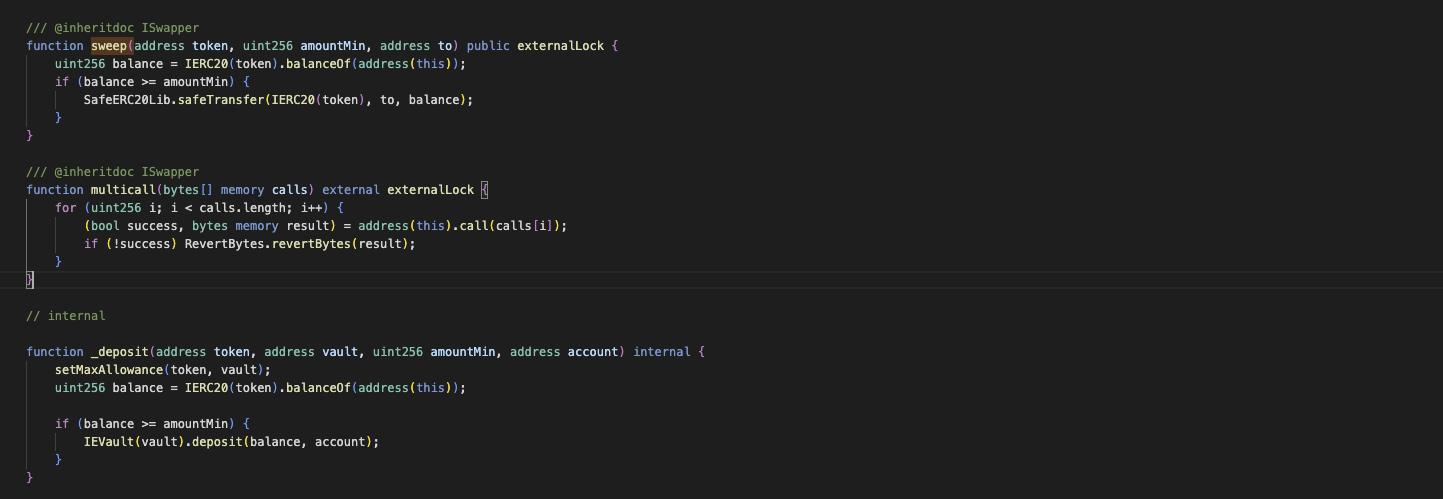 /// @inheritdoc ISwapper
function sweep(address token, uint256 amountMin, address to) public externalLock {
    uint256 balance = IERC20(token).balanceOf(address(this));
    if (balance >= amountMin) {
        SafeERC20Lib.safeTransfer(IERC20(token), to, balance);
    }
}

/// @inheritdoc ISwapper
function multicall(bytes[] memory calls) external externalLock {
    for (uint256 i; i < calls.length; i++) {
        (bool success, bytes memory result) = address(this).call(calls[i]);
        if (!success) RevertBytes.revertBytes(result);
    }
}

// internal

function _deposit(address token, address vault, uint256 amountMin, address account) internal {
    setMaxAllowance(token, vault);
    uint256 balance = IERC20(token).balanceOf(address(this));

    if (balance >= amountMin) {
        IEVault(vault).deposit(balance, account);
    }
}